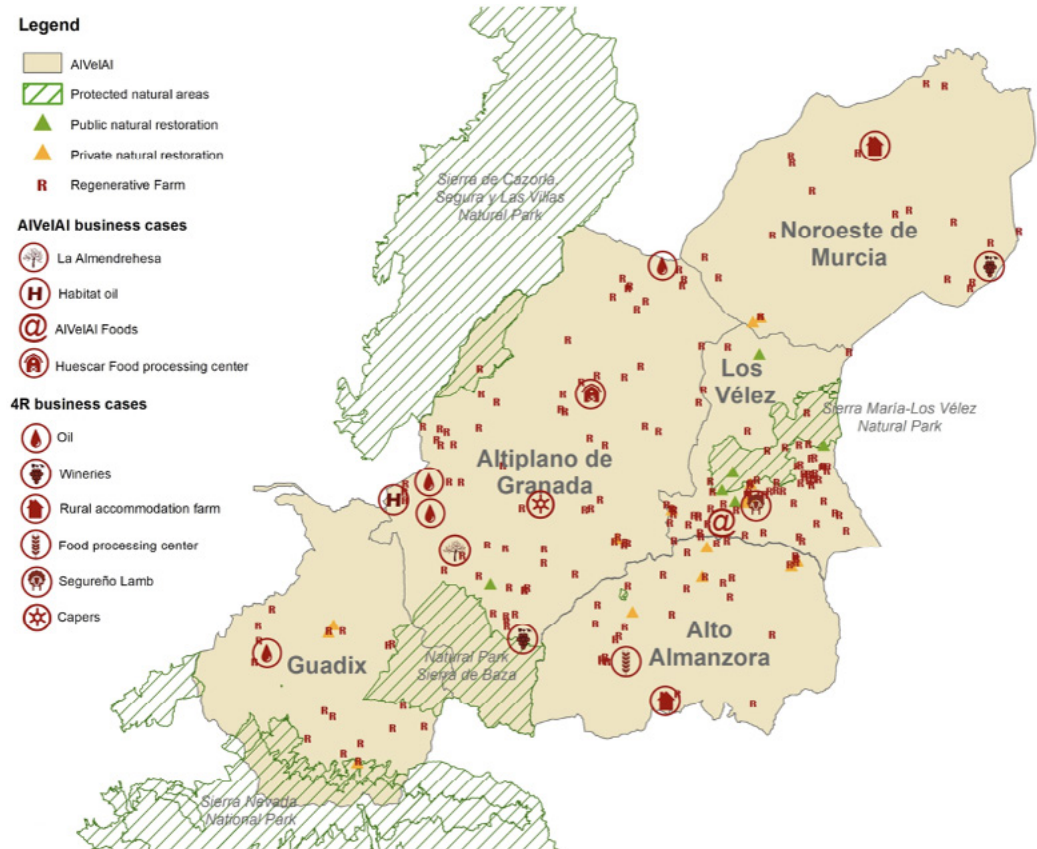 Legend
AlVelAl
Protected natural areas
Public natural restoration
Private natural restoration
R Regenerative Farm
AlVelAl business cases
La Almendrehesa
H Habitat oil
@ AlVelAl Foods
Huescar Food processing center
4R business cases
Oil
Wineries
Rural accommodation farm
Food processing center
Segureño Lamb
Capers
Sierra de Cazorla,
Segura y Las Villas
Natural Park
Noroeste de
Murcia
Los
Vélez
Sierra María-Los Vélez
Natural Park
Altiplano de
Granada
Guadix
Natural Park
Sierra de Baza
Alto
Almanzora
Sierra Nevada
National Park